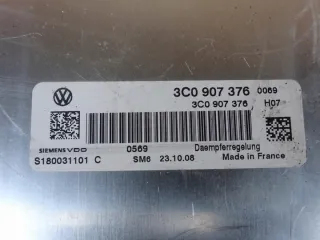 3C0 907 376 0069
3C0 907 376 H07
SIEMENS VDO 0569 Daempferregelung
S180031101 C SM6 23.10.08 Made in France